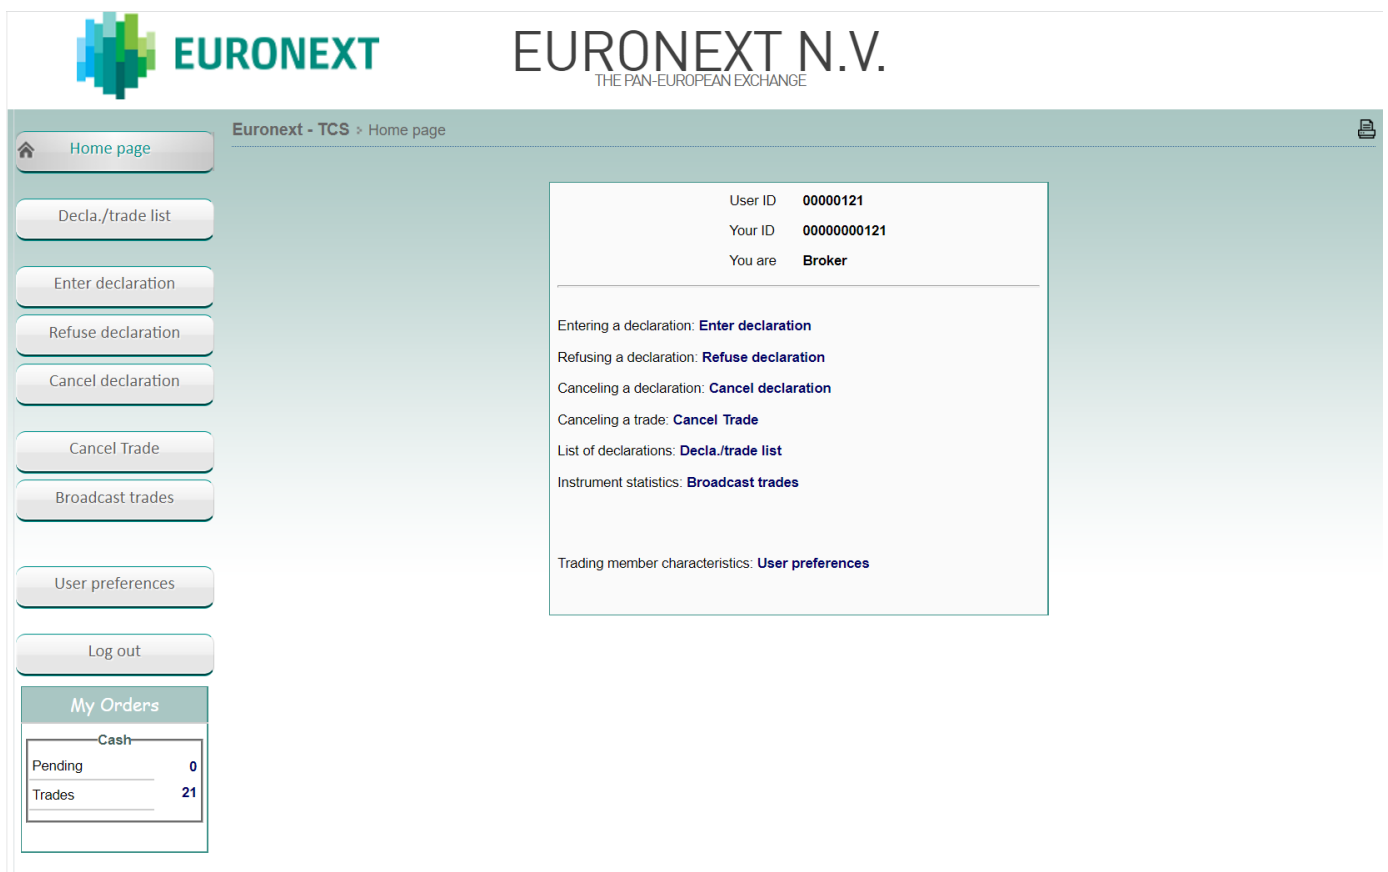 EURONEXT
EURONEXT N.V.
THE PAN-EUROPEAN EXCHANGE
Euronext - TCS > Home page
Home page
Decla./trade list
Enter declaration
Refuse declaration
Cancel declaration
Cancel Trade
Broadcast trades
User preferences
Log out
My Orders
Cash
Pending 0
Trades 21
User ID 00000121
Your ID 00000000121
You are Broker
Entering a declaration: Enter declaration
Refusing a declaration: Refuse declaration
Canceling a declaration: Cancel declaration
Canceling a trade: Cancel Trade
List of declarations: Decla./trade list
Instrument statistics: Broadcast trades
Trading member characteristics: User preferences